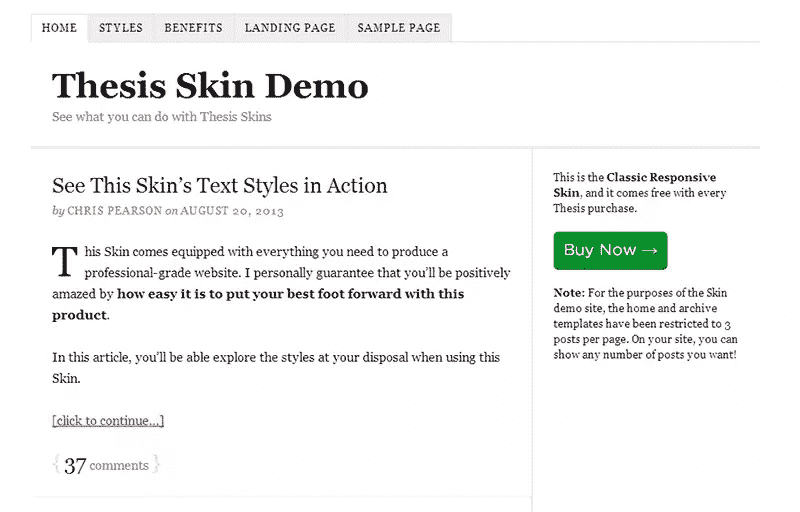 HOME STYLES BENEFITS LANDING PAGE SAMPLE PAGE
Thesis Skin Demo
See what you can do with Thesis Skins
See This Skin's Text Styles in Action
by CHRIS PEARSON on AUGUST 20, 2013
This Skin comes equipped with everything you need to produce a
professional-grade website. I personally guarantee that you'll be positively
amazed by how easy it is to put your best foot forward with this
product.
In this article, you'll be able explore the styles at your disposal when using this
Skin.
[click to continue…]
{ 37 comments }
This is the Classic Responsive
Skin, and it comes free with every
Thesis purchase.
Buy Now →
Note: For the purposes of the Skin
demo site, the home and archive
templates have been restricted to 3
posts per page. On your site, you can
show any number of posts you want!